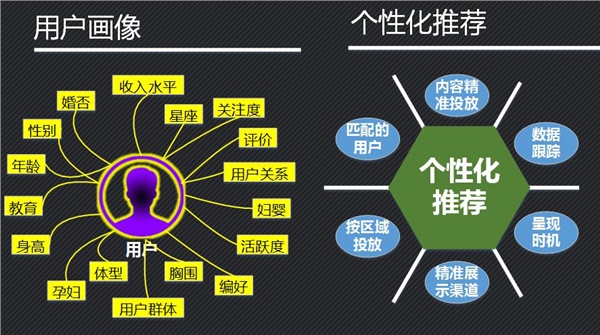 用户画像
收入水平
婚否
星座
关注度
性别
评价
年龄
用户关系
教育
妇婴
身高
用户
活跃度
体型
胸围
孕妇
编好
用户群体
个性化推荐
内容精
准投放
匹配的
用户
数据
跟踪
个性化
推荐
按区域
投放
呈现
时机
精准展
示渠道